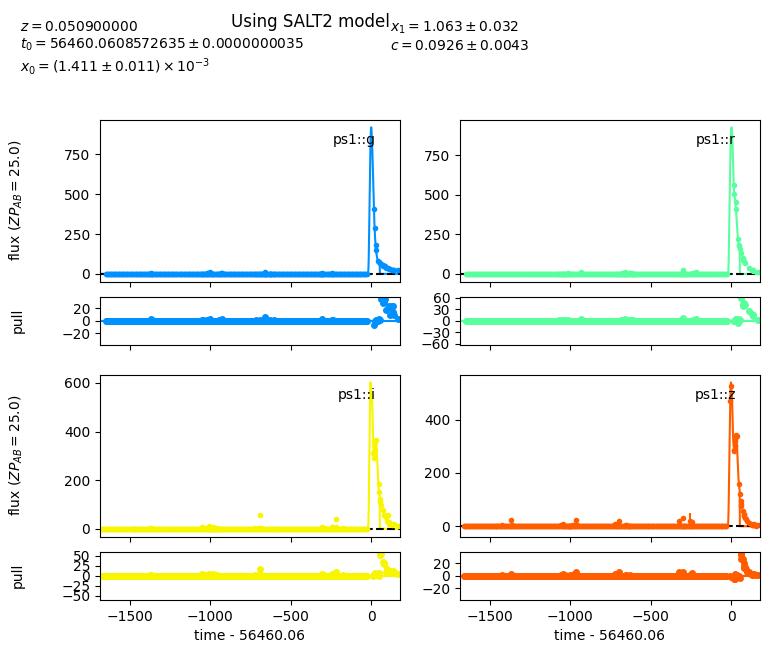 Using SALT2 model
z = 0.050900000
x₁ = 1.063 ± 0.032
t₀ = 56460.0608572635 ± 0.0000000035
c = 0.0926 ± 0.0043
x₀ = (1.411 ± 0.011) × 10⁻³
ps1::g
ps1::r
flux (ZP_AB = 25.0)
750
500
250
0
750
500
250
0
pull
20
0
−20
60
30
0
−30
−60
ps1::i
ps1::z
flux (ZP_AB = 25.0)
600
400
200
0
400
200
0
pull
50
25
0
−25
−50
20
0
−20
−1500 −1000 −500 0
−1500 −1000 −500 0
time - 56460.06
time - 56460.06